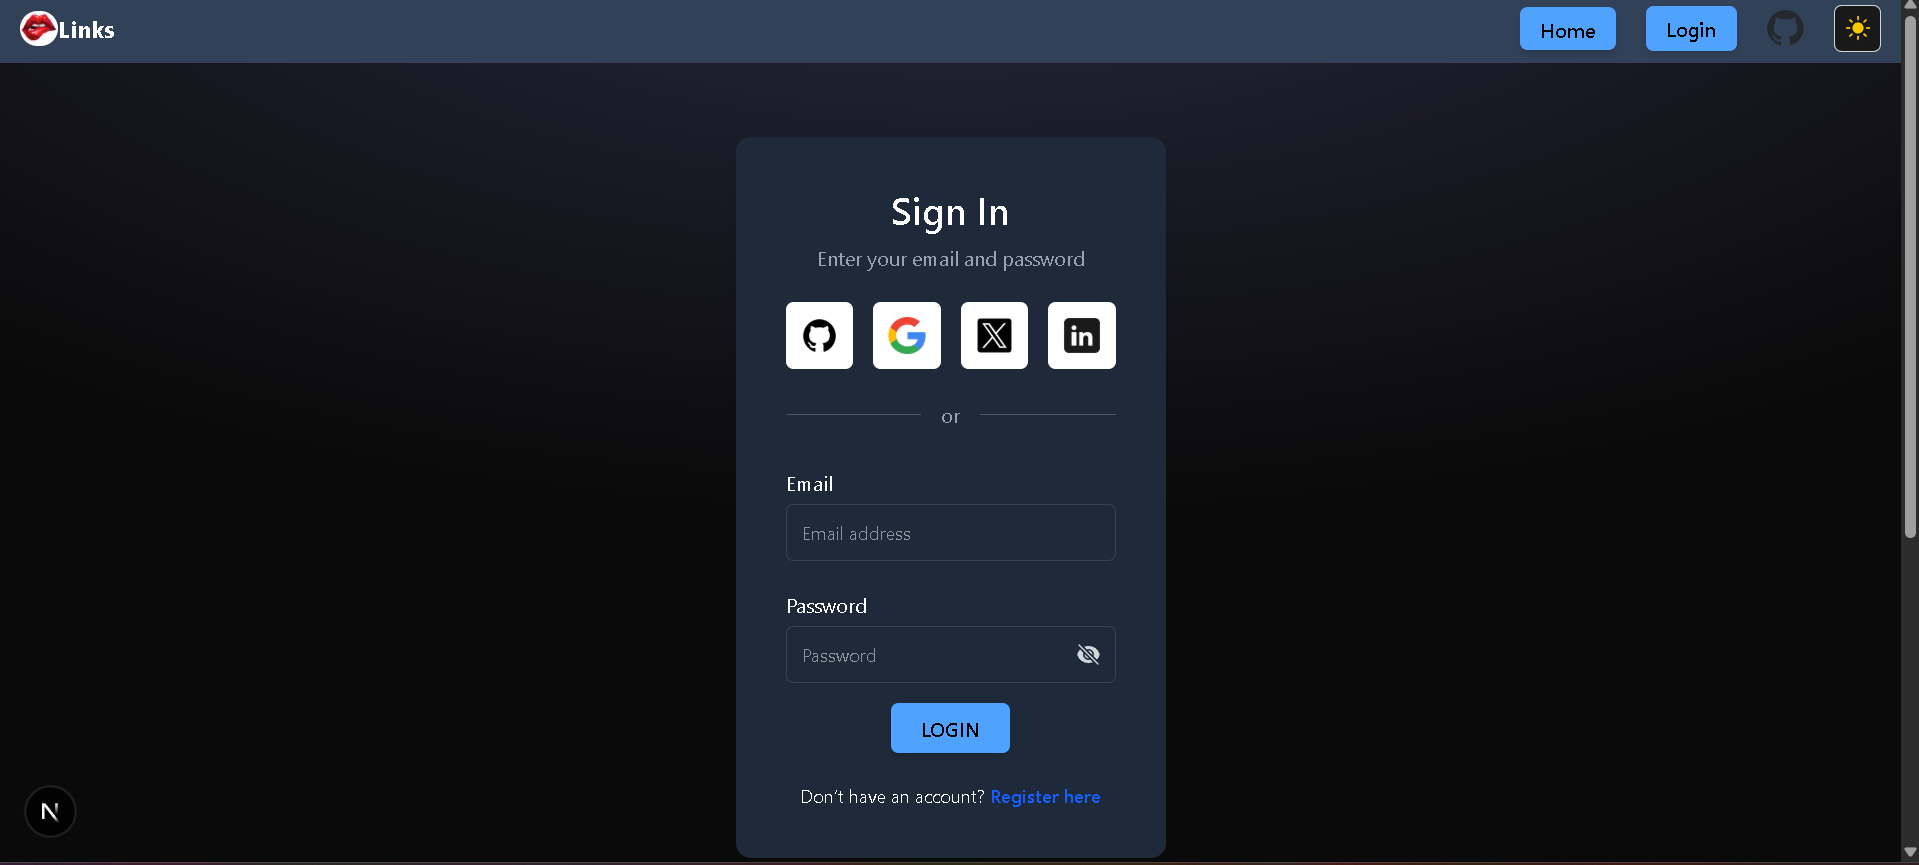 Links
Home
Login
Sign In
Enter your email and password
or
Email
Email address
Password
Password
LOGIN
Don't have an account? Register here
N